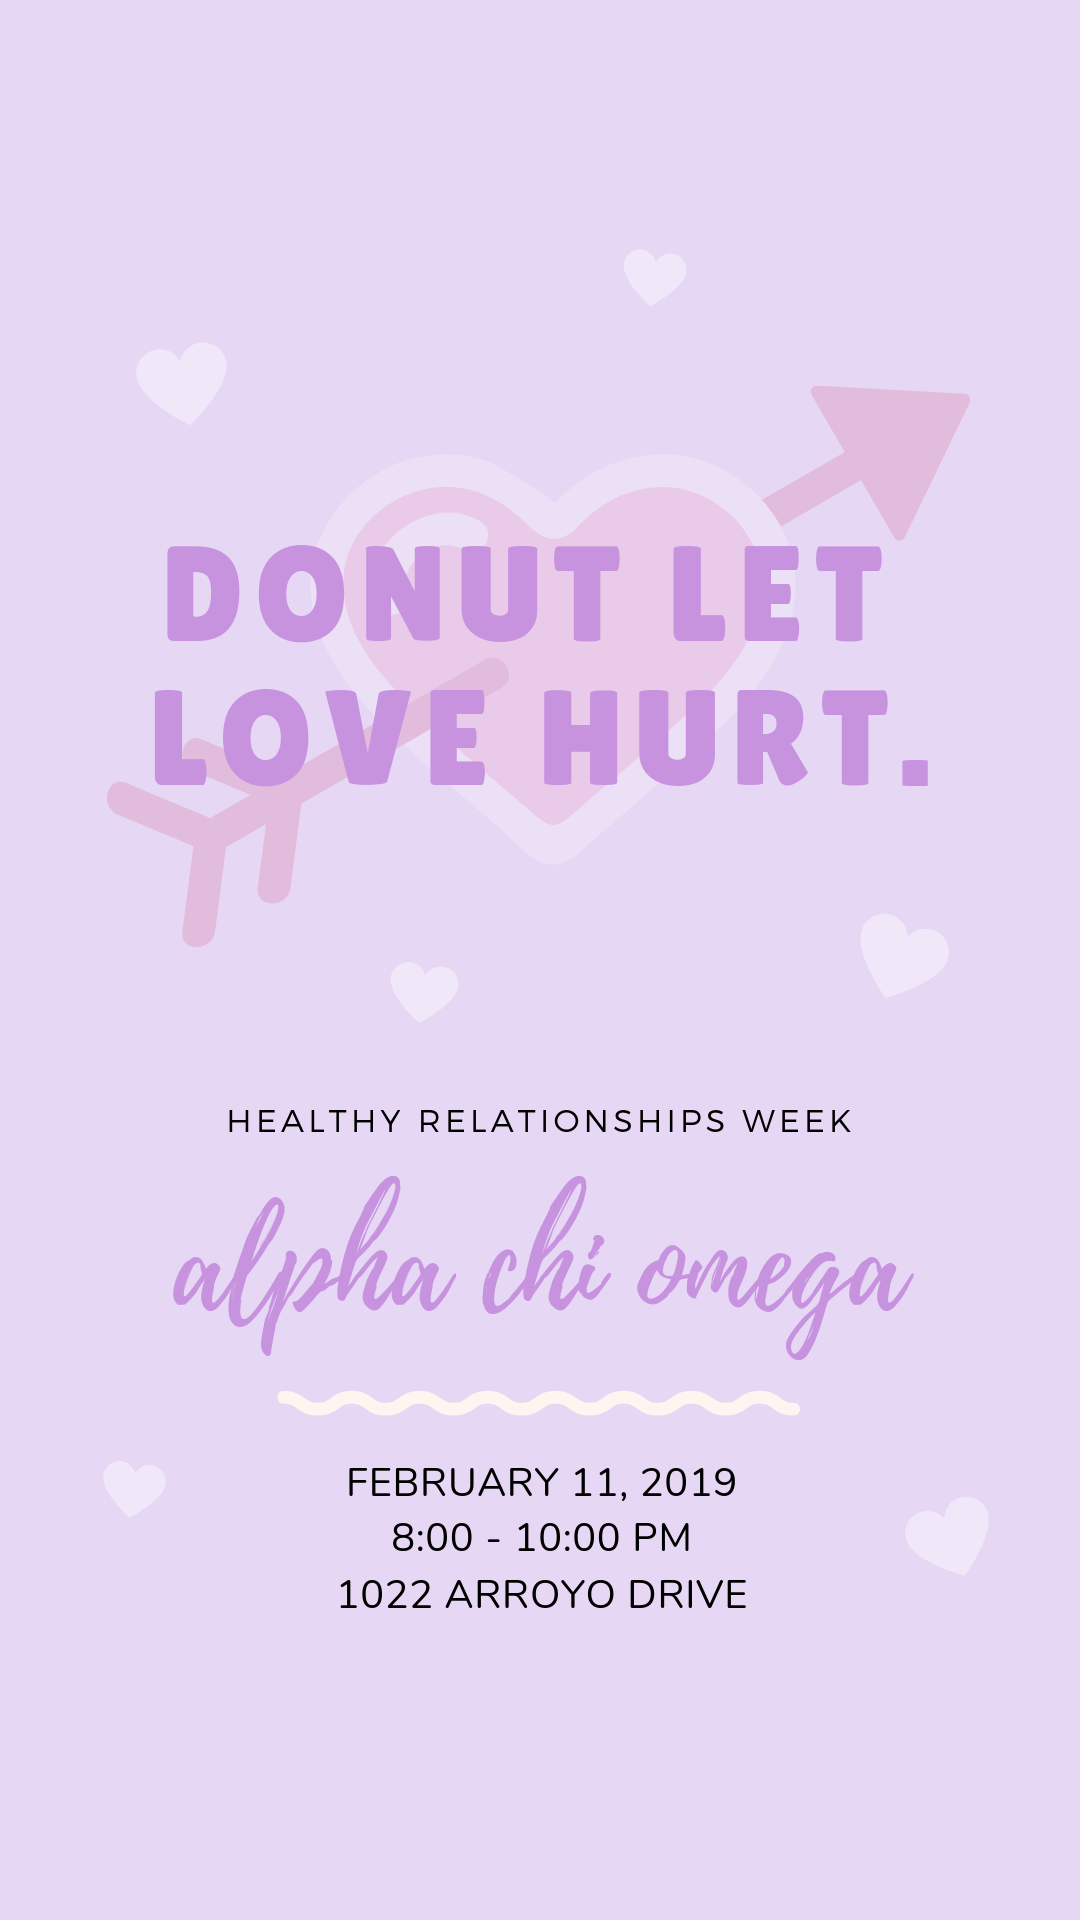 DONUT LET
LOVE HURT.
HEALTHY RELATIONSHIPS WEEK
alpha chi omega
FEBRUARY 11, 2019
8:00 - 10:00 PM
1022 ARROYO DRIVE